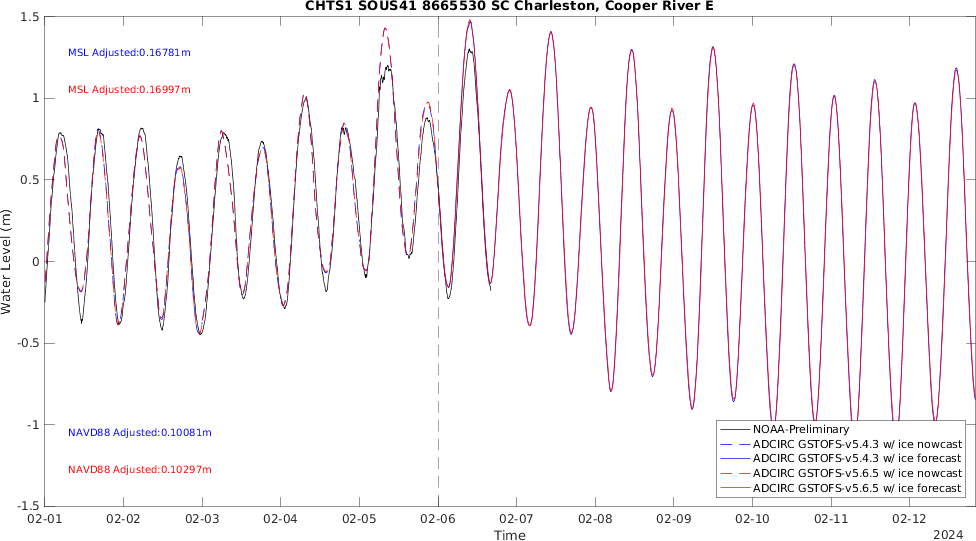 CHTS1 SOUS41 8665530 SC Charleston, Cooper River E
1.5
MSL Adjusted:0.16781m
MSL Adjusted:0.16997m
1
0.5
0
-0.5
-1
-1.5
Water Level (m)
NAVD88 Adjusted:0.10081m
NAVD88 Adjusted:0.10297m
NOAA-Preliminary
ADCIRC GSTOFS-v5.4.3 w/ ice nowcast
ADCIRC GSTOFS-v5.4.3 w/ ice forecast
ADCIRC GSTOFS-v5.6.5 w/ ice nowcast
ADCIRC GSTOFS-v5.6.5 w/ ice forecast
02-01 02-02 02-03 02-04 02-05 02-06 02-07 02-08 02-09 02-10 02-11 02-12
Time
2024